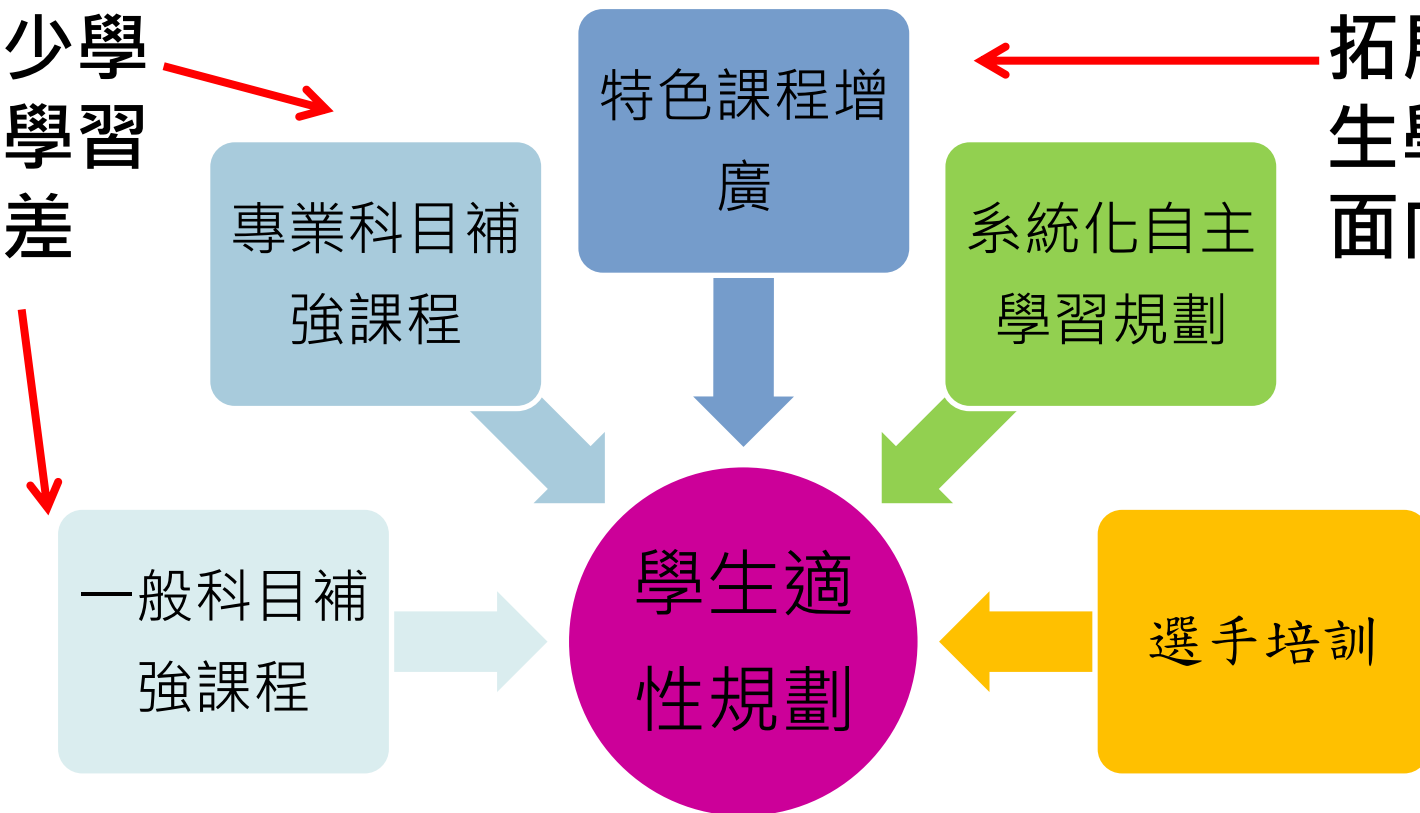 少學
學習
差
特色課程增
廣
生
專業科目補
強課程
系統化自主
學習規劃
一般科目補
強課程
學生適
性規劃
選手培訓